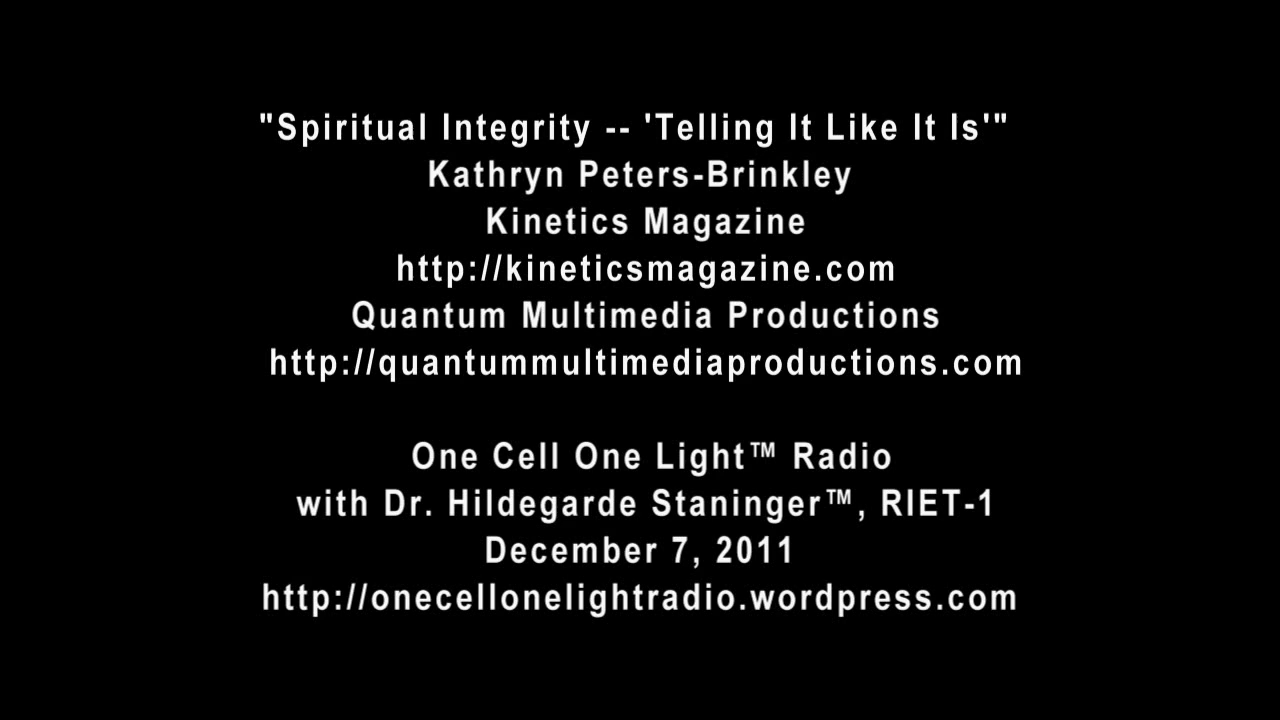 "Spiritual Integrity -- 'Telling It Like It Is'"
Kathryn Peters-Brinkley
Kinetics Magazine
http://kineticsmagazine.com
Quantum Multimedia Productions
http://quantummultimediaproductions.com
One Cell One Light™ Radio
with Dr. Hildegarde Staninger™, RIET-1
December 7, 2011
http://onecellonelightradio.wordpress.com